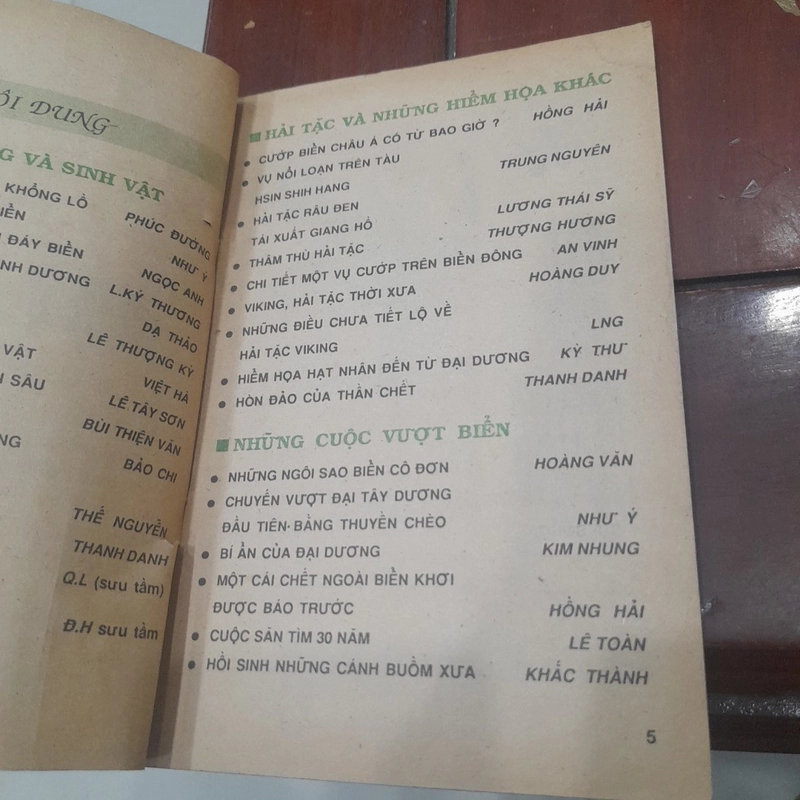 ỘI DUNG
G VÀ SINH VẬT
KHỔNG LỒ PHÚC ĐƯỜNG
IỀN NHƯ Ý
I ĐÁY BIỂN NGỌC ANH
NH DƯƠNG L.KỲ THƯƠNG
DẠ THẢO
LÊ THƯỢNG KỲ
VẬT VIỆT HÀ
I SÂU LÊ TÂY SƠN
BÙI THIỆN VĂN
NG BẢO CHI
THẾ NGUYỄN
THANH DANH
Q.L (sưu tầm)
Đ.H sưu tầm
HẢI TẶC VÀ NHỮNG HIỂM HỌA KHÁC
• CƯỚP BIỂN CHÂU Á CÓ TỪ BAO GIỜ ? HỒNG HẢI
• VỤ NỔI LOẠN TRÊN TÀU
HSIN SHIH HANG TRUNG NGUYÊN
• HẢI TẶC RÂU ĐEN
TÁI XUẤT GIANG HỒ LƯƠNG THÁI SỸ
• THÂM THÙ HẢI TẶC THƯỢNG HƯƠNG
• CHI TIẾT MỘT VỤ CƯỚP TRÊN BIỂN ĐÔNG AN VINH
• VIKING, HẢI TẶC THỜI XƯA HOÀNG DUY
• NHỮNG ĐIỀU CHƯA TIẾT LỘ VỀ
HẢI TẶC VIKING LNG
• HIỂM HỌA HẠT NHÂN ĐẾN TỪ ĐẠI DƯƠNG KỲ THƯ
• HÒN ĐẢO CỦA THẦN CHẾT THANH DANH
NHỮNG CUỘC VƯỢT BIỂN
• NHỮNG NGÔI SAO BIỂN CÔ ĐƠN HOÀNG VĂN
• CHUYẾN VƯỢT ĐẠI TÂY DƯƠNG
ĐẦU TIÊN BẰNG THUYỀN CHÈO NHƯ Ý
• BÍ ẨN CỦA ĐẠI DƯƠNG KIM NHUNG
• MỘT CÁI CHẾT NGOÀI BIỂN KHƠI
ĐƯỢC BÁO TRƯỚC HỒNG HẢI
• CUỘC SĂN TÌM 30 NĂM LÊ TOÀN
• HỒI SINH NHỮNG CÁNH BUỒM XƯA KHẮC THÀNH
5